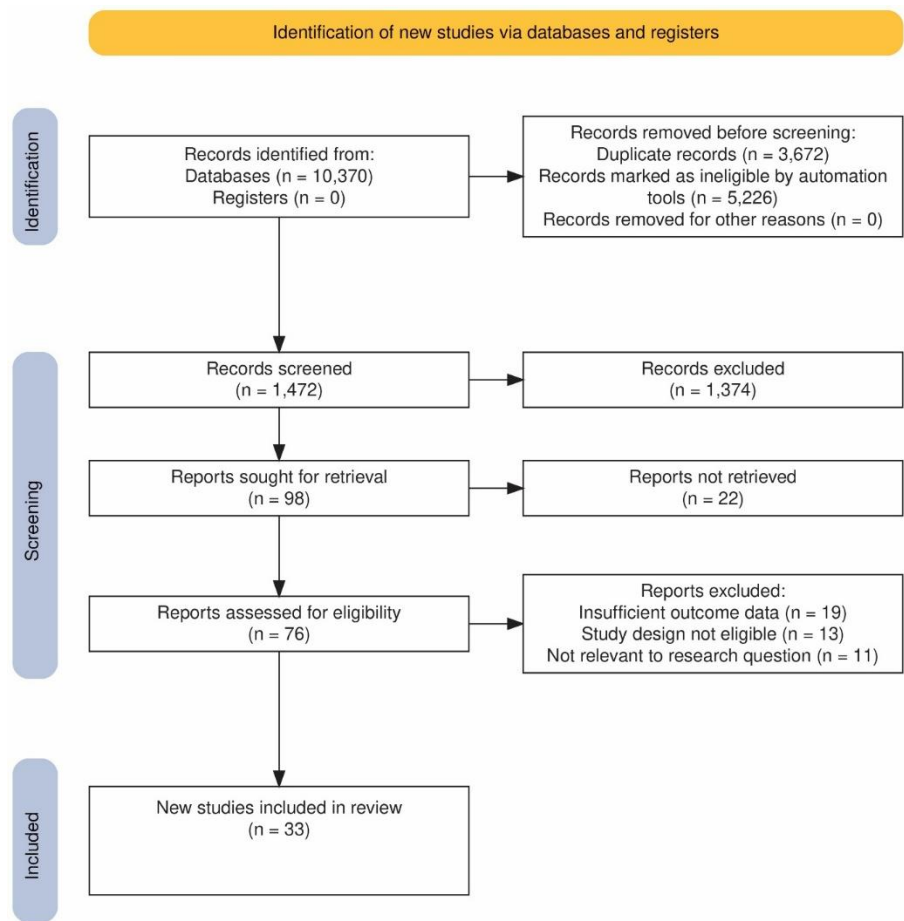 Identification of new studies via databases and registers
Identification
Records identified from:
Databases (n = 10,370)
Registers (n = 0)
Records removed before screening:
Duplicate records (n = 3,672)
Records marked as ineligible by automation
tools (n = 5,226)
Records removed for other reasons (n = 0)
Screening
Records screened
(n = 1,472)
Records excluded
(n = 1,374)
Reports sought for retrieval
(n = 98)
Reports not retrieved
(n = 22)
Reports assessed for eligibility
(n = 76)
Reports excluded:
Insufficient outcome data (n = 19)
Study design not eligible (n = 13)
Not relevant to research question (n = 11)
Included
New studies included in review
(n = 33)